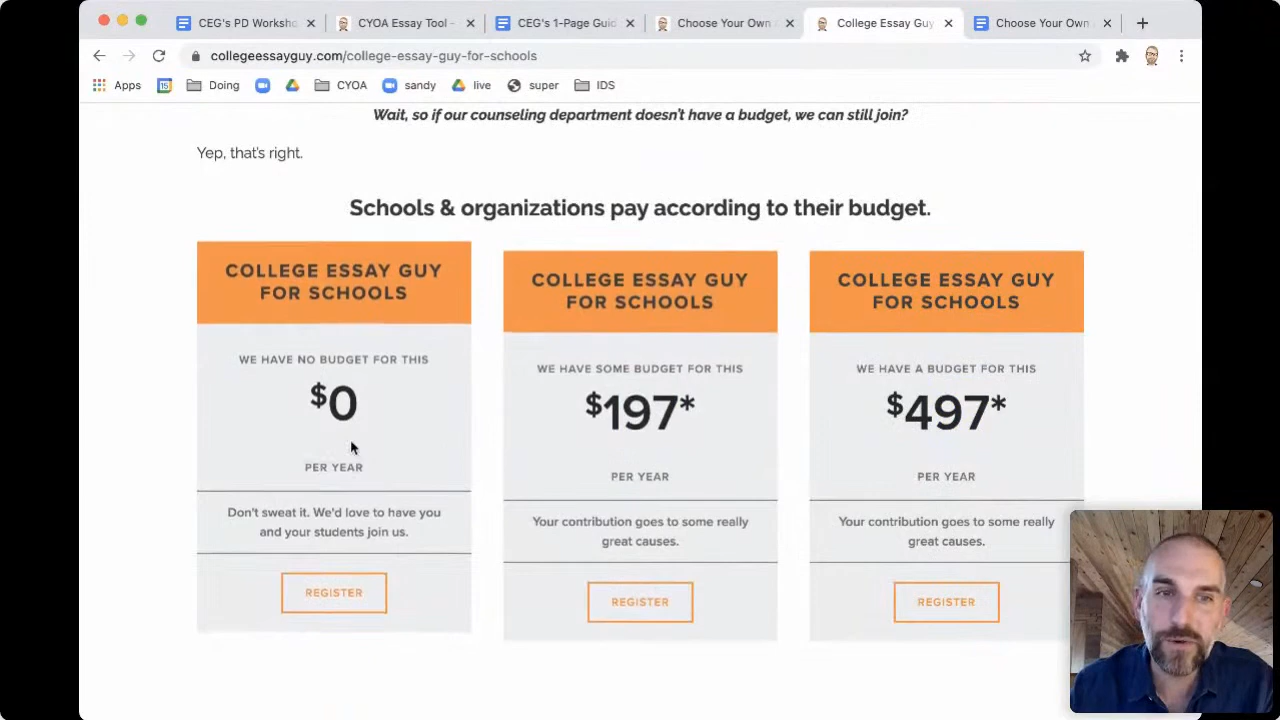 CEG's PD Worksho
CYOA Essay Tool -
CEG's 1-Page Guid
Choose Your Own
College Essay Guy
Choose Your Own
collegeessayguy.com/college-essay-guy-for-schools
Apps
15
Doing
CYOA
sandy
live
super
IDS
Wait, so if our counseling department doesn't have a budget, we can still join?
Yep, that's right.
Schools & organizations pay according to their budget.
COLLEGE ESSAY GUY
FOR SCHOOLS
WE HAVE NO BUDGET FOR THIS
$0
PER YEAR
Don't sweat it. We'd love to have you
and your students join us.
REGISTER
COLLEGE ESSAY GUY
FOR SCHOOLS
WE HAVE SOME BUDGET FOR THIS
$197*
PER YEAR
Your contribution goes to some really
great causes.
REGISTER
COLLEGE ESSAY GUY
FOR SCHOOLS
WE HAVE A BUDGET FOR THIS
$497*
PER YEAR
Your contribution goes to some really
great causes.
REGISTER